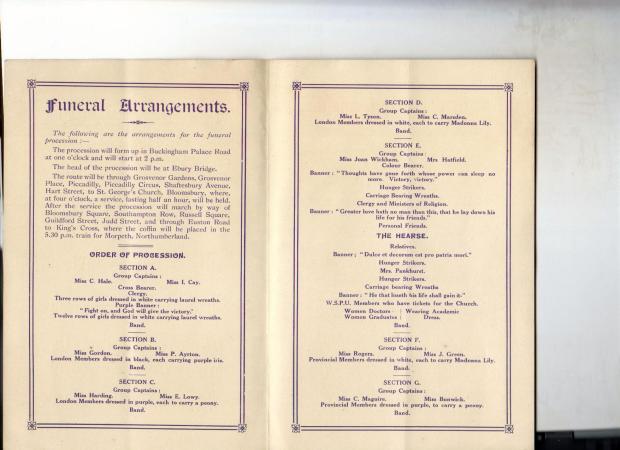 Funeral Arrangements.
The following are the arrangements for the funeral
procession :—
The procession will form up in Buckingham Palace Road
at one o'clock and will start at 2 p.m.
The head of the procession will be at Ebury Bridge.
The route will be through Grosvenor Gardens, Grosvenor
Place, Piccadilly, Piccadilly Circus, Shaftesbury Avenue,
Hart Street, to St. George's Church, Bloomsbury, where,
at four o'clock, a service, lasting half an hour, will be held.
After the service the procession will march by way of
Bloomsbury Square, Southampton Row, Russell Square,
Guildford Street, Judd Street, and through Euston Road
to King's Cross, where the coffin will be placed in the
5.30 p.m. train for Morpeth, Northumberland.
ORDER OF PROCESSION.
SECTION A.
Group Captains :
Miss C. Hale. Miss I. Cay.
Cross Bearer.
Clergy.
Three rows of girls dressed in white carrying laurel wreaths.
Purple Banner :
"Fight on, and God will give the victory."
Twelve rows of girls dressed in white carrying laurel wreaths.
Band.
SECTION B.
Group Captains :
Miss Gordon. Miss P. Ayrton.
London Members dressed in black, each carrying purple iris.
Band.
SECTION C.
Group Captains :
Miss Harding. Miss E. Lowy.
London Members dressed in purple, each to carry a peony.
Band.
SECTION D.
Group Captains :
Miss L. Tyson. Miss C. Marsden.
London Members dressed in white, each to carry Madonna Lily.
Band.
SECTION E.
Group Captains :
Miss Joan Wickham. Mrs Hatfield.
Colour Bearer.
Banner : "Thoughts have gone forth whose power can sleep no
more. Victory, victory."
Hunger Strikers.
Carriage Bearing Wreaths.
Clergy and Ministers of Religion.
Banner : "Greater love hath no man than this, that he lay down his
life for his friends."
Personal Friends.
THE HEARSE.
Relatives.
Banner ; "Dulce et decorum est pro patria mori."
Hunger Strikers.
Mrs. Pankhurst.
Hunger Strikers.
Carriage bearing Wreaths
Banner : "He that loseth his life shall gain it."
W.S.P.U. Members who have tickets for the Church.
Women Doctors | Wearing Academic
Women Graduates | Dress.
Band.
SECTION F.
Group Captains :
Miss Rogers. Miss J. Green.
Provincial Members dressed in white, each to carry Madonna Lily.
Band.
SECTION G.
Group Captains :
Miss C. Maguire. Miss Bonwick.
Provincial Members dressed in purple, to carry a peony.
Band.